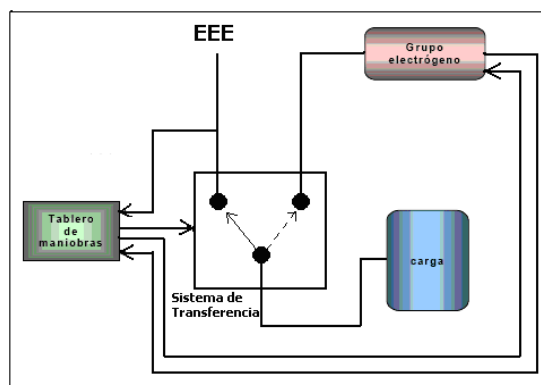 EEE
Grupo
electrógeno
Tablero
de
maniobras
carga
Sistema de
Transferencia